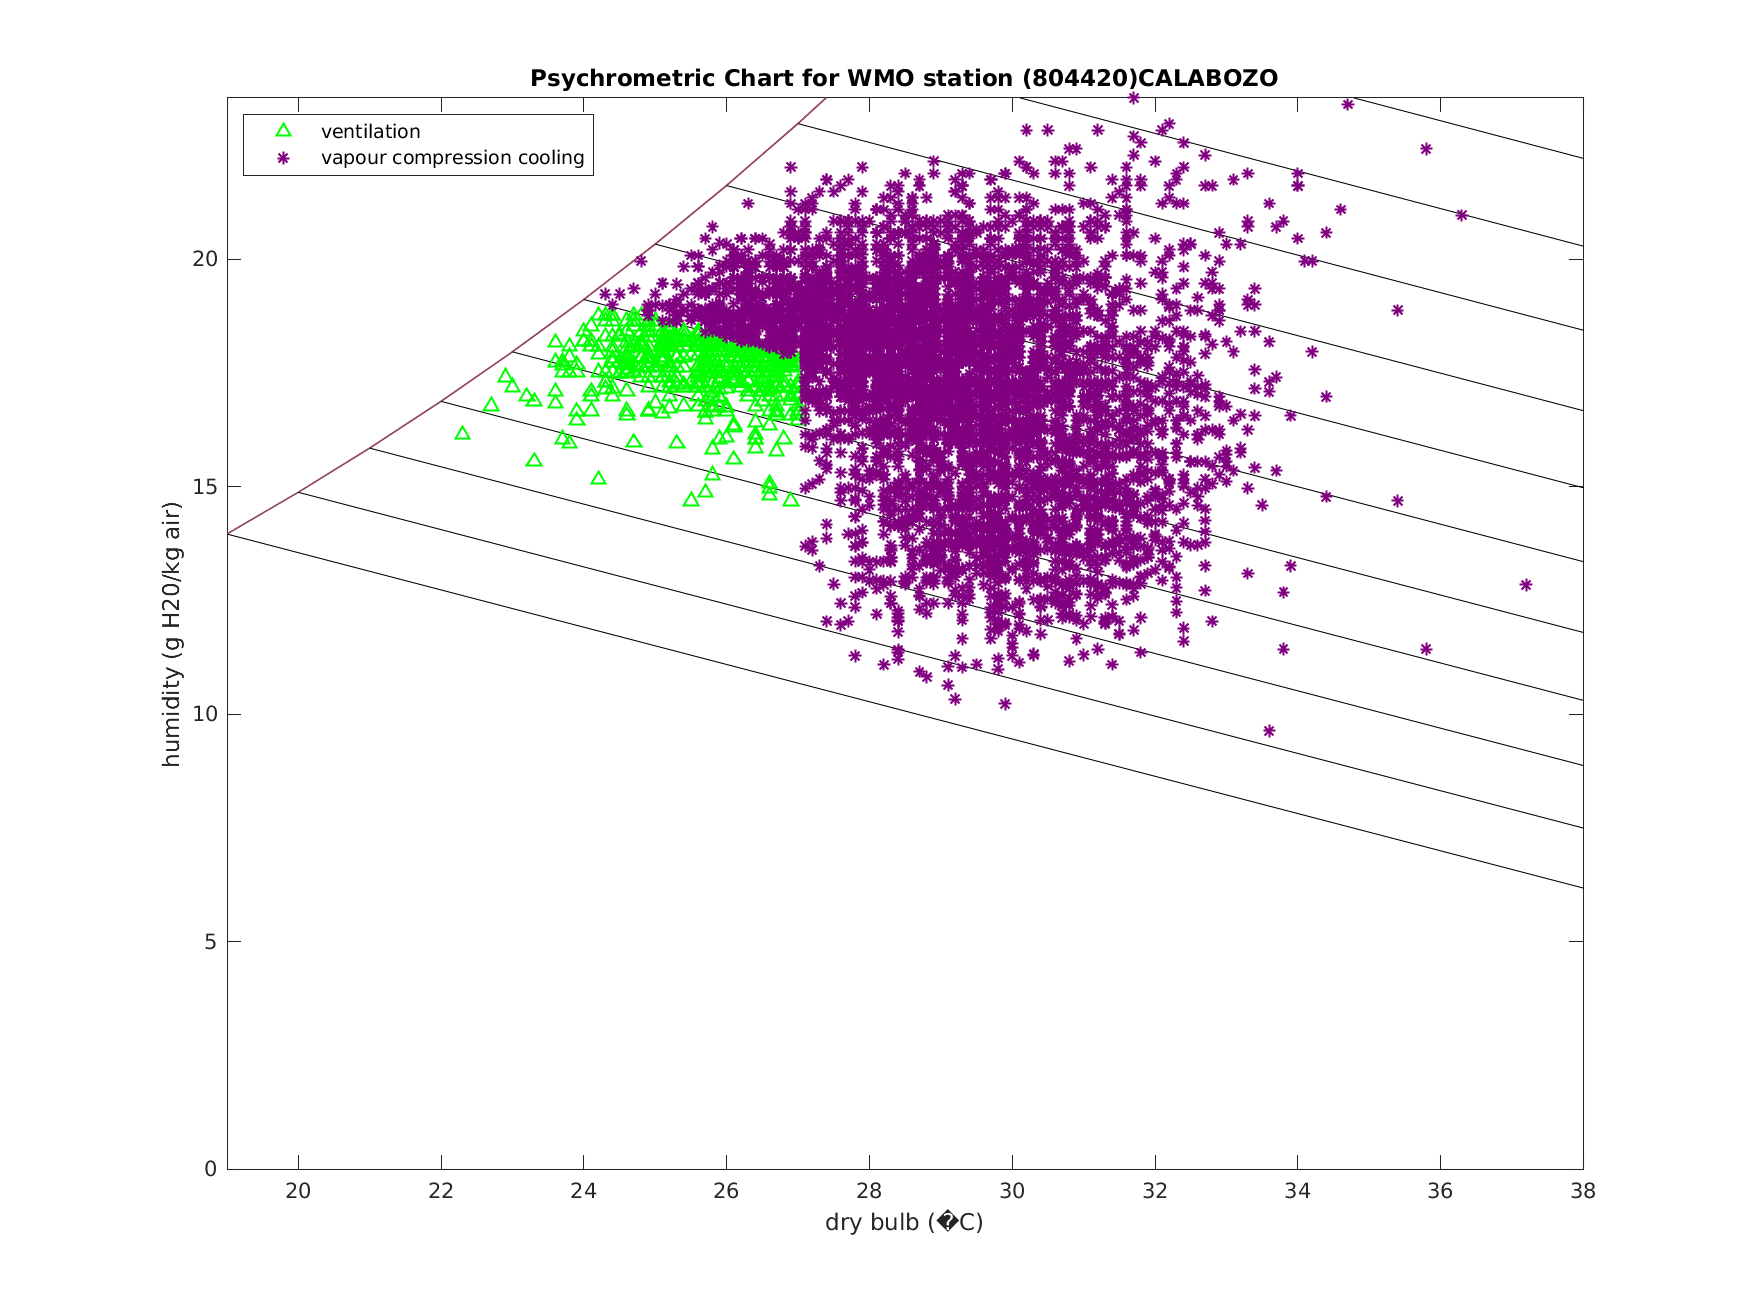 Psychrometric Chart for WMO station (804420)CALABOZO
ventilation
vapour compression cooling
humidity (g H20/kg air)
20
15
10
5
0
20 22 24 26 28 30 32 34 36 38
dry bulb (�C)